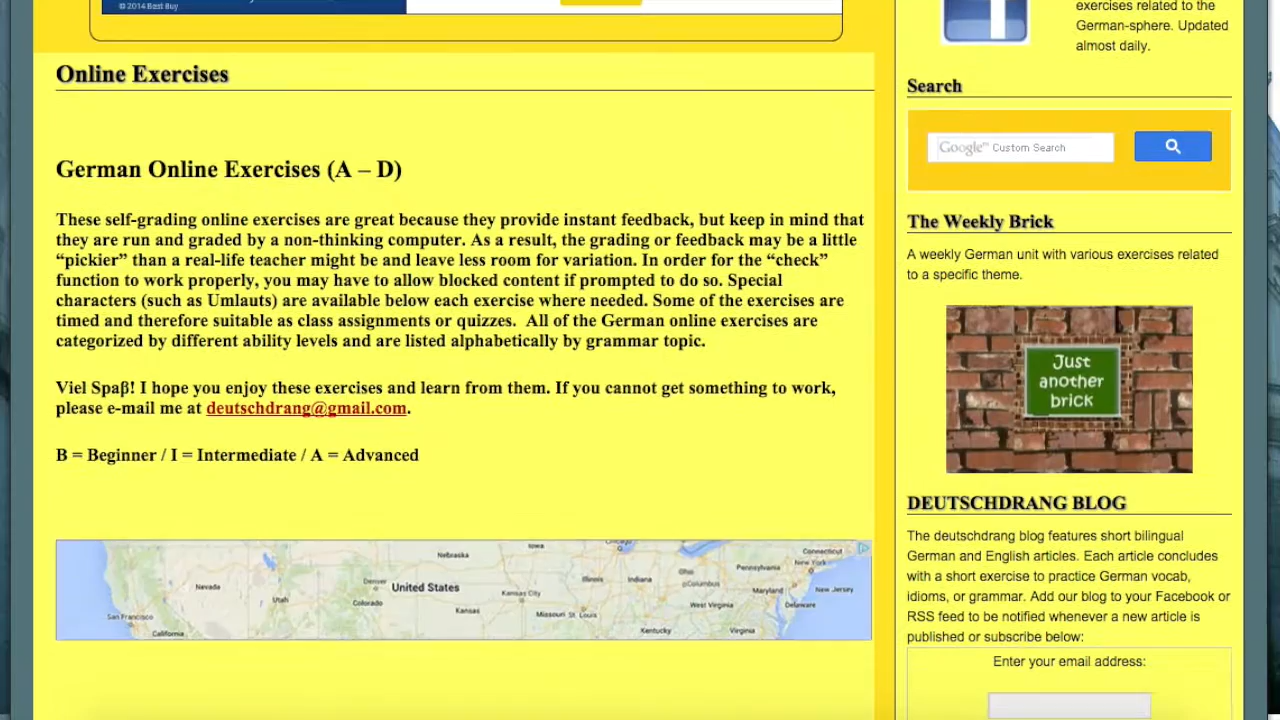 © 2014 Best Buy
Online Exercises
German Online Exercises (A – D)
These self-grading online exercises are great because they provide instant feedback, but keep in mind that
they are run and graded by a non-thinking computer. As a result, the grading or feedback may be a little
“pickier” than a real-life teacher might be and leave less room for variation. In order for the “check”
function to work properly, you may have to allow blocked content if prompted to do so. Special
characters (such as Umlauts) are available below each exercise where needed. Some of the exercises are
timed and therefore suitable as class assignments or quizzes.  All of the German online exercises are
categorized by different ability levels and are listed alphabetically by grammar topic.
Viel Spaβ! I hope you enjoy these exercises and learn from them. If you cannot get something to work,
please e-mail me at deutschdrang@gmail.com.
B = Beginner / I = Intermediate / A = Advanced
Iowa
Chicago
Connecticut
Nebraska
New York
Nevada
Denver
United States
Illinois
Indiana
Ohio
Columbus
Pennsylvania
New Jersey
Utah
Colorado
Kansas City
Maryland
Kansas
Missouri
St. Louis
West Virginia
Delaware
San Francisco
California
Kentucky
Virginia
exercises related to the
German-sphere. Updated
almost daily.
Search
Google™ Custom Search
The Weekly Brick
A weekly German unit with various exercises related
to a specific theme.
Just
another
brick
DEUTSCHDRANG BLOG
The deutschdrang blog features short bilingual
German and English articles. Each article concludes
with a short exercise to practice German vocab,
idioms, or grammar. Add our blog to your Facebook or
RSS feed to be notified whenever a new article is
published or subscribe below:
Enter your email address: